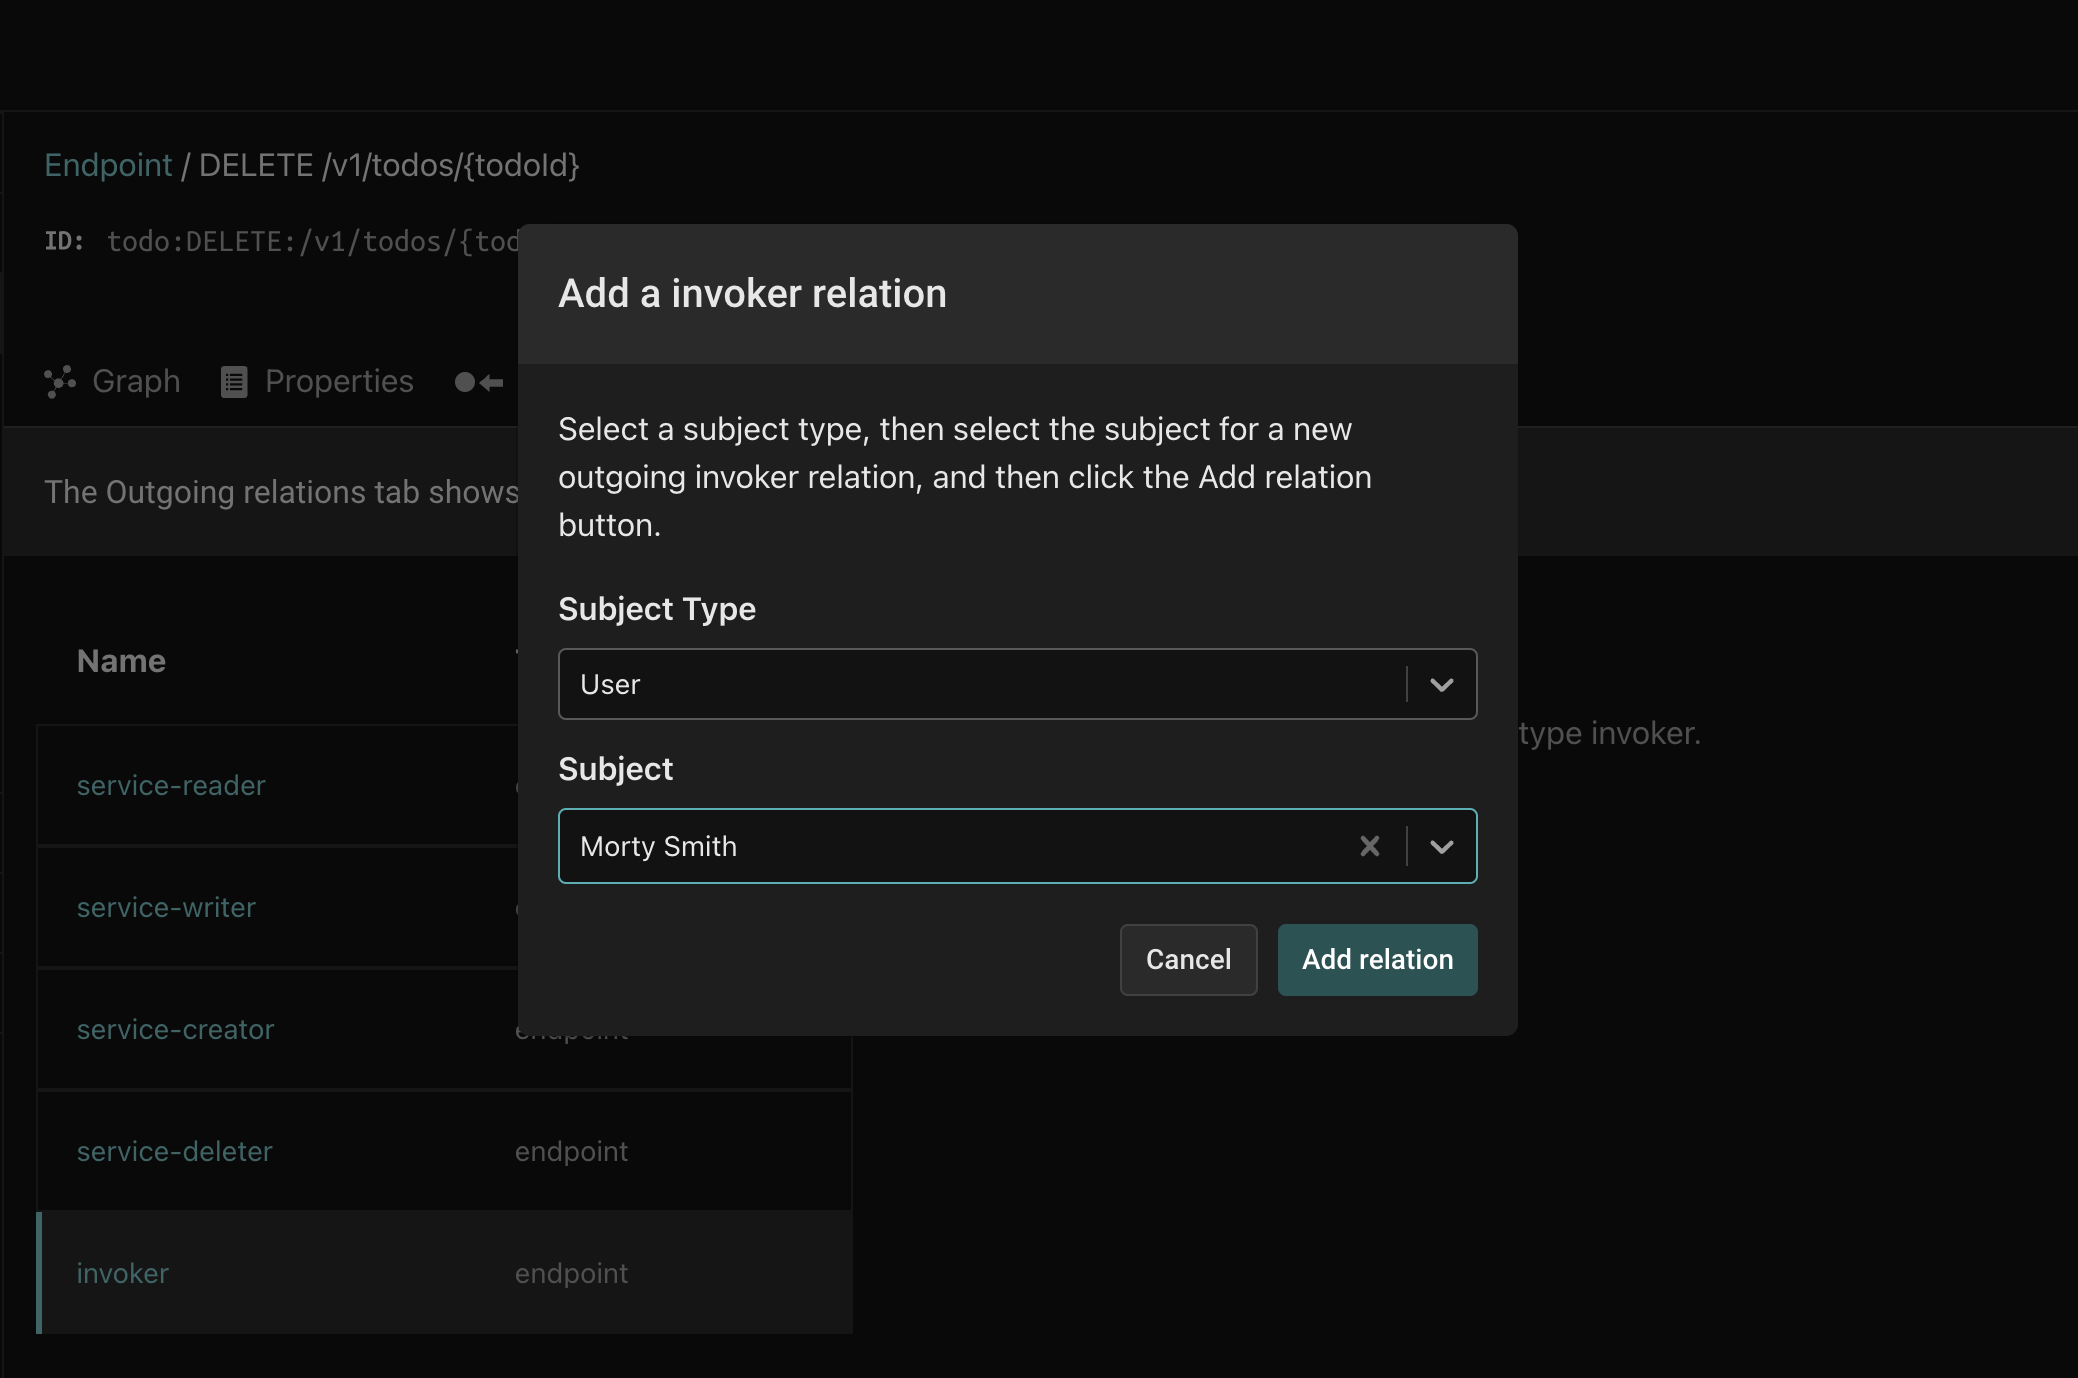 Endpoint / DELETE /v1/todos/{todoId}
ID: todo:DELETE:/v1/todos/{tod
Add a invoker relation
Graph Properties
Select a subject type, then select the subject for a new
outgoing invoker relation, and then click the Add relation
button.
The Outgoing relations tab shows
Subject Type
Name
User
type invoker.
Subject
service-reader
Morty Smith
service-writer
Cancel Add relation
service-creator endpoint
service-deleter endpoint
invoker endpoint